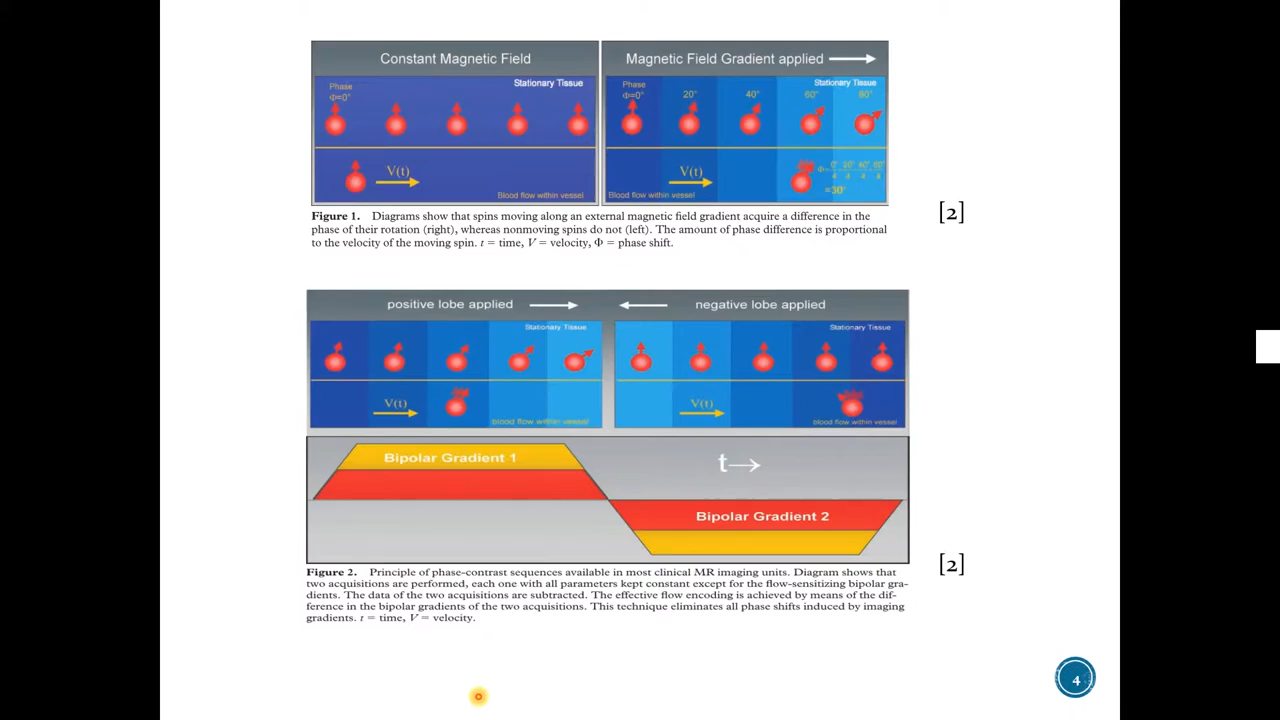 Constant Magnetic Field
Stationary Tissue
Phase
Φ=0°
V(t)
Blood flow within vessel
Magnetic Field Gradient applied
Stationary Tissue
Phase
Φ=0°
20°
40°
60°
80°
V(t)
Blood flow within vessel
=30°
Figure 1. Diagrams show that spins moving along an external magnetic field gradient acquire a difference in the
phase of their rotation (right), whereas nonmoving spins do not (left). The amount of phase difference is proportional
to the velocity of the moving spin. t = time, V = velocity, Φ = phase shift.
[2]
positive lobe applied
Stationary Tissue
V(t)
blood flow within vessel
negative lobe applied
Stationary Tissue
V(t)
blood flow within vessel
Bipolar Gradient 1
t→
Bipolar Gradient 2
[2]
Figure 2. Principle of phase-contrast sequences available in most clinical MR imaging units. Diagram shows that
two acquisitions are performed, each one with all parameters kept constant except for the flow-sensitizing bipolar gra-
dients. The data of the two acquisitions are subtracted. The effective flow encoding is achieved by means of the dif-
ference in the bipolar gradients of the two acquisitions. This technique eliminates all phase shifts induced by imaging
gradients. t = time, V = velocity.
4